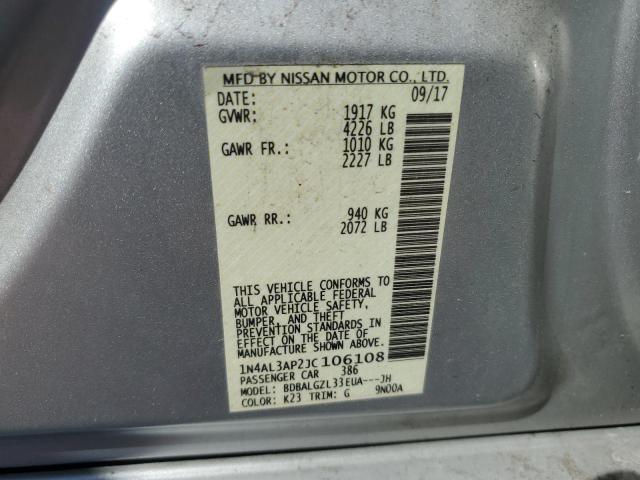 MFD BY NISSAN MOTOR CO., LTD.
DATE: 09/17
GVWR: 1917 KG
4226 LB
GAWR FR.: 1010 KG
2227 LB
GAWR RR.: 940 KG
2072 LB
THIS VEHICLE CONFORMS TO
ALL APPLICABLE FEDERAL
MOTOR VEHICLE SAFETY,
BUMPER, AND THEFT
PREVENTION STANDARDS IN
EFFECT ON THE DATE OF
MANUFACTURE SHOWN ABOVE.
1N4AL3AP2JC106108
PASSENGER CAR 386
MODEL: BDBALGZL33EUA---JH
COLOR: K23 TRIM: G 9N00A